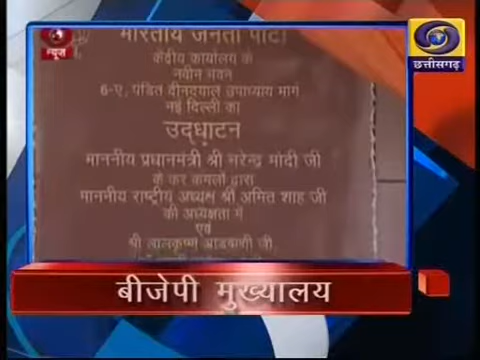 न्यूज़
छत्तीसगढ़
भारतीय जनता पार्टी
केंद्रीय कार्यालय के
नवीन भवन
6-ए, पंडित दीनदयाल उपाध्याय मार्ग
नई दिल्ली का
उद्घाटन
माननीय प्रधानमंत्री श्री नरेन्द्र मोदी जी
के कर कमलों द्वारा
माननीय राष्ट्रीय अध्यक्ष श्री अमित शाह जी
की अध्यक्षता में
एवं
श्री लालकृष्ण आडवाणी जी,
बीजेपी मुख्यालय